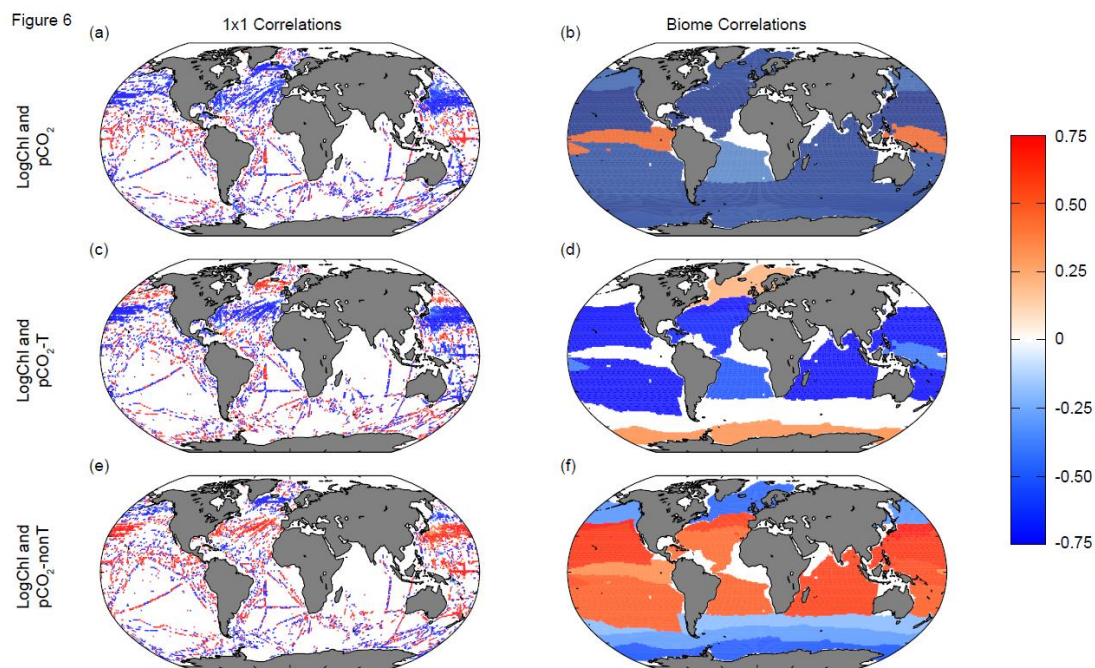 Figure 6
1x1 Correlations
Biome Correlations
(a)
(b)
LogChl and
pCO₂
(c)
(d)
LogChl and
pCO₂-T
(e)
(f)
LogChl and
pCO₂-nonT
0.75
0.50
0.25
0
-0.25
-0.50
-0.75